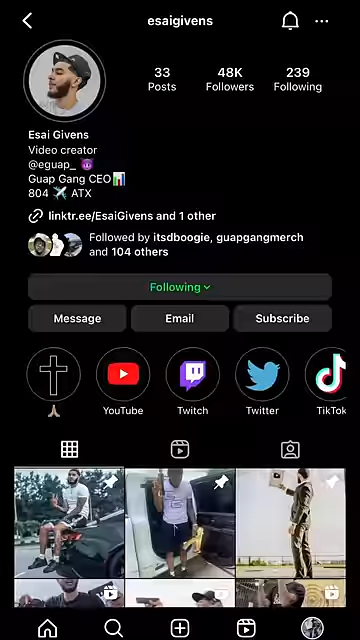 esaigivens
33 48K 239
Posts Followers Following
Esai Givens
Video creator
@eguap_ 😈
Guap Gang CEO📊
804 ✈️ ATX
linktr.ee/EsaiGivens and 1 other
Followed by itsdboogie, guapgangmerch
and 104 others
Following
Message Email Subscribe
🙏🏽 YouTube Twitch Twitter TikTok